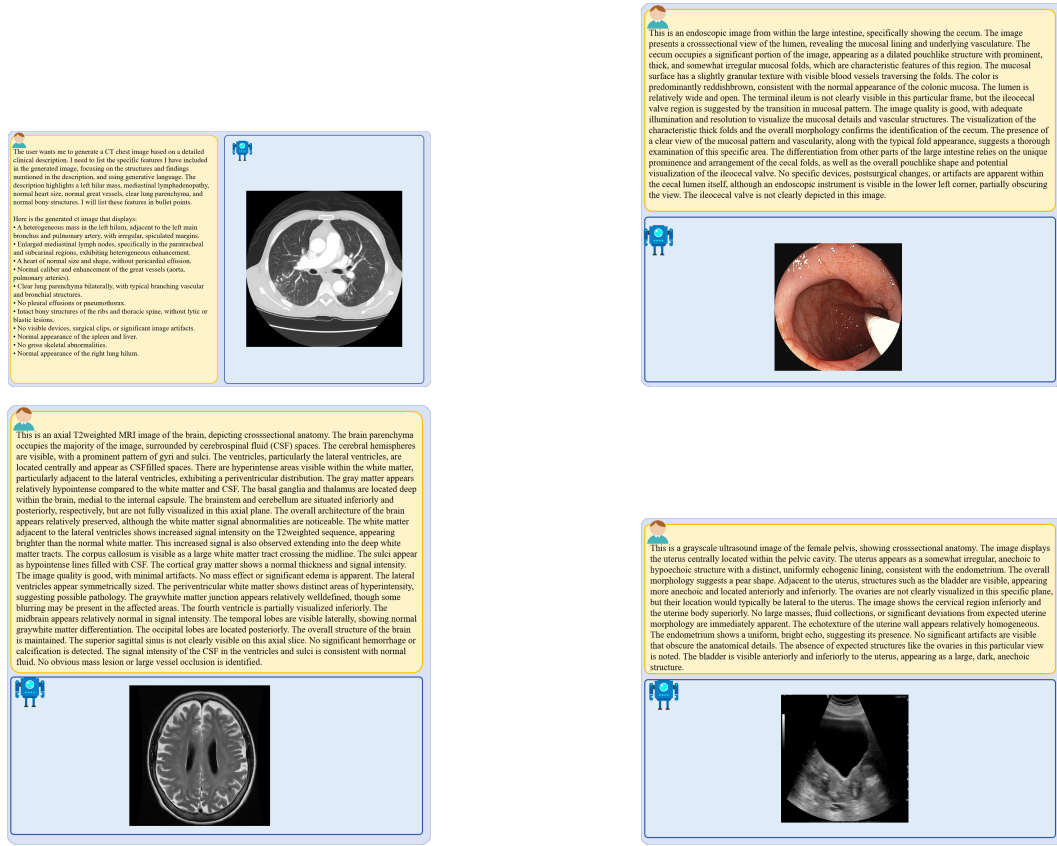 The user wants me to generate a CT chest image based on a detailed
clinical description. I need to list the specific features I have included
in the generated image, focusing on the structures and findings
mentioned in the description, and using generative language. The
description highlights a left hilar mass, mediastinal lymphadenopathy,
normal heart size, normal great vessels, clear lung parenchyma, and
normal bony structures. I will list these features in bullet points.
Here is the generated ct image that displays:
• A heterogeneous mass in the left hilum, adjacent to the left main
bronchus and pulmonary artery, with irregular, spiculated margins.
• Enlarged mediastinal lymph nodes, specifically in the paratracheal
and subcarinal regions, exhibiting heterogeneous enhancement.
• A heart of normal size and shape, without pericardial effusion.
• Normal caliber and enhancement of the great vessels (aorta,
pulmonary arteries).
• Clear lung parenchyma bilaterally, with typical branching vascular
and bronchial structures.
• No pleural effusions or pneumothorax.
• Intact bony structures of the ribs and thoracic spine, without lytic or
blastic lesions.
• No visible devices, surgical clips, or significant image artifacts.
• Normal appearance of the spleen and liver.
• No gross skeletal abnormalities.
• Normal appearance of the right lung hilum.
This is an endoscopic image from within the large intestine, specifically showing the cecum. The image
presents a crosssectional view of the lumen, revealing the mucosal lining and underlying vasculature. The
cecum occupies a significant portion of the image, appearing as a dilated pouchlike structure with prominent,
thick, and somewhat irregular mucosal folds, which are characteristic features of this region. The mucosal
surface has a slightly granular texture with visible blood vessels traversing the folds. The color is
predominantly reddishbrown, consistent with the normal appearance of the colonic mucosa. The lumen is
relatively wide and open. The terminal ileum is not clearly visible in this particular frame, but the ileocecal
valve region is suggested by the transition in mucosal pattern. The image quality is good, with adequate
illumination and resolution to visualize the mucosal details and vascular structures. The visualization of the
characteristic thick folds and the overall morphology confirms the identification of the cecum. The presence of
a clear view of the mucosal pattern and vascularity, along with the typical fold appearance, suggests a thorough
examination of this specific area. The differentiation from other parts of the large intestine relies on the unique
prominence and arrangement of the cecal folds, as well as the overall pouchlike shape and potential
visualization of the ileocecal valve. No specific devices, postsurgical changes, or artifacts are apparent within
the cecal lumen itself, although an endoscopic instrument is visible in the lower left corner, partially obscuring
the view. The ileocecal valve is not clearly depicted in this image.
This is an axial T2weighted MRI image of the brain, depicting crosssectional anatomy. The brain parenchyma
occupies the majority of the image, surrounded by cerebrospinal fluid (CSF) spaces. The cerebral hemispheres
are visible, with a prominent pattern of gyri and sulci. The ventricles, particularly the lateral ventricles, are
located centrally and appear as CSFfilled spaces. There are hyperintense areas visible within the white matter,
particularly adjacent to the lateral ventricles, exhibiting a periventricular distribution. The gray matter appears
relatively hypointense compared to the white matter and CSF. The basal ganglia and thalamus are located deep
within the brain, medial to the internal capsule. The brainstem and cerebellum are situated inferiorly and
posteriorly, respectively, but are not fully visualized in this axial plane. The overall architecture of the brain
appears relatively preserved, although the white matter signal abnormalities are noticeable. The white matter
adjacent to the lateral ventricles shows increased signal intensity on the T2weighted sequence, appearing
brighter than the normal white matter. This increased signal is also observed extending into the deep white
matter tracts. The corpus callosum is visible as a large white matter tract crossing the midline. The sulci appear
as hypointense lines filled with CSF. The cortical gray matter shows a normal thickness and signal intensity.
The image quality is good, with minimal artifacts. No mass effect or significant edema is apparent. The lateral
ventricles appear symmetrically sized. The periventricular white matter shows distinct areas of hyperintensity,
suggesting possible pathology. The graywhite matter junction appears relatively welldefined, though some
blurring may be present in the affected areas. The fourth ventricle is partially visualized inferiorly. The
midbrain appears relatively normal in signal intensity. The temporal lobes are visible laterally, showing normal
graywhite matter differentiation. The occipital lobes are located posteriorly. The overall structure of the brain
is maintained. The superior sagittal sinus is not clearly visible on this axial slice. No significant hemorrhage or
calcification is detected. The signal intensity of the CSF in the ventricles and sulci is consistent with normal
fluid. No obvious mass lesion or large vessel occlusion is identified.
This is a grayscale ultrasound image of the female pelvis, showing crosssectional anatomy. The image displays
the uterus centrally located within the pelvic cavity. The uterus appears as a somewhat irregular, anechoic to
hypoechoic structure with a distinct, uniformly echogenic lining, consistent with the endometrium. The overall
morphology suggests a pear shape. Adjacent to the uterus, structures such as the bladder are visible, appearing
more anechoic and located anteriorly and inferiorly. The ovaries are not clearly visualized in this specific plane,
but their location would typically be lateral to the uterus. The image shows the cervical region inferiorly and
the uterine body superiorly. No large masses, fluid collections, or significant deviations from expected uterine
morphology are immediately apparent. The echotexture of the uterine wall appears relatively homogeneous.
The endometrium shows a uniform, bright echo, suggesting its presence. No significant artifacts are visible
that obscure the anatomical details. The absence of expected structures like the ovaries in this particular view
is noted. The bladder is visible anteriorly and inferiorly to the uterus, appearing as a large, dark, anechoic
structure.